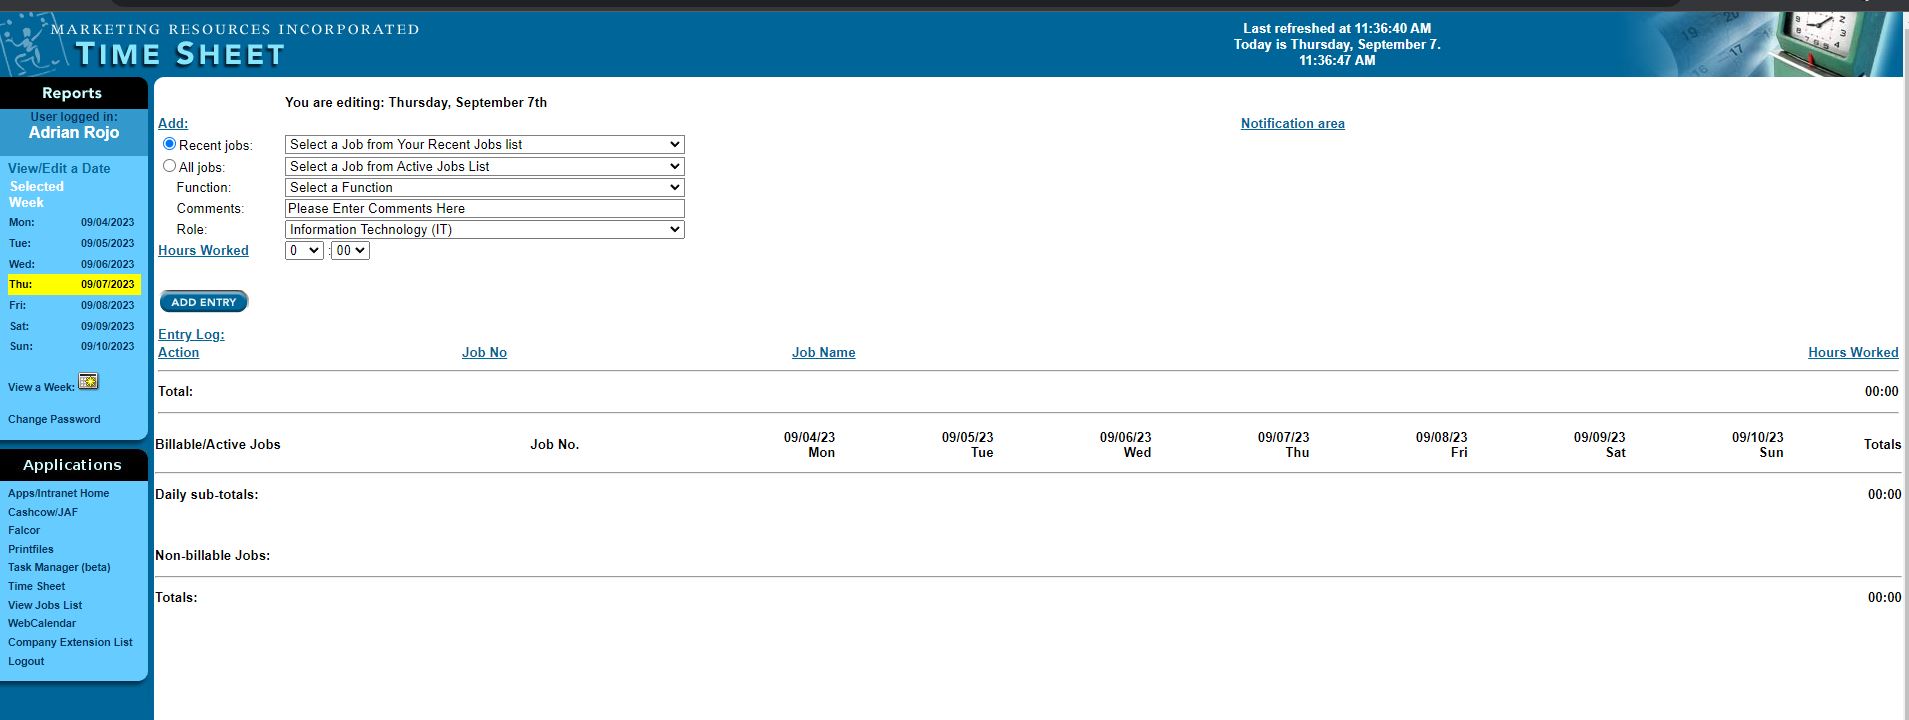 MARKETING RESOURCES INCORPORATED
TIME SHEET
Last refreshed at 11:36:40 AM
Today is Thursday, September 7.
11:36:47 AM
Reports
User logged in:
Adrian Rojo
View/Edit a Date
Selected
Week
Mon: 09/04/2023
Tue: 09/05/2023
Wed: 09/06/2023
Thu: 09/07/2023
Fri: 09/08/2023
Sat: 09/09/2023
Sun: 09/10/2023
View a Week:
Change Password
Applications
Apps/Intranet Home
Cashcow/JAF
Falcor
Printfiles
Task Manager (beta)
Time Sheet
View Jobs List
WebCalendar
Company Extension List
Logout
You are editing: Thursday, September 7th
Add:
Notification area
Recent jobs: Select a Job from Your Recent Jobs list
All jobs: Select a Job from Active Jobs List
Function: Select a Function
Comments: Please Enter Comments Here
Role: Information Technology (IT)
Hours Worked 0 : 00
ADD ENTRY
Entry Log:
Action Job No Job Name Hours Worked
Total: 00:00
Billable/Active Jobs Job No. 09/04/23 09/05/23 09/06/23 09/07/23 09/08/23 09/09/23 09/10/23 Totals
Mon Tue Wed Thu Fri Sat Sun
Daily sub-totals: 00:00
Non-billable Jobs:
Totals: 00:00